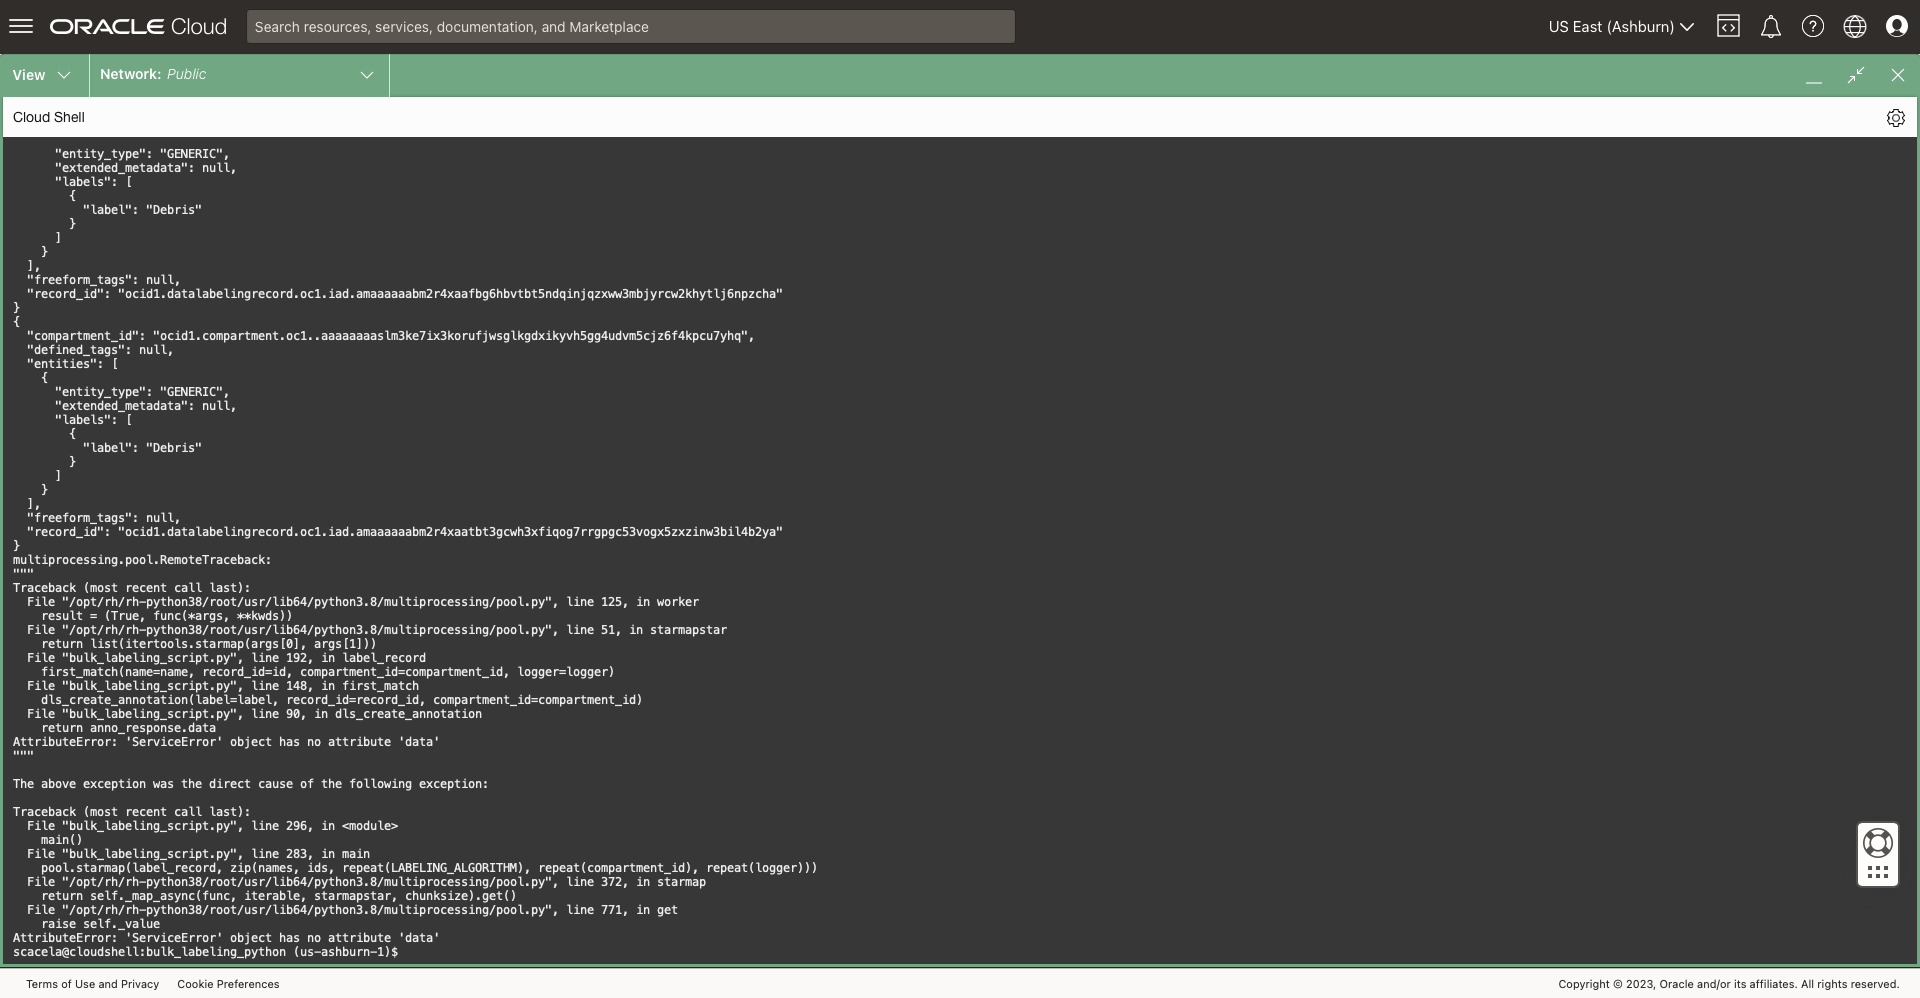 ORACLE Cloud
Search resources, services, documentation, and Marketplace
US East (Ashburn)
View
Network: Public
Cloud Shell
"entity_type": "GENERIC",
"extended_metadata": null,
"labels": [
{
"label": "Debris"
}
]
}
],
"freeform_tags": null,
"record_id": "ocid1.datalabelingrecord.oc1.iad.amaaaaaabm2r4xaafbg6hbvtbt5ndqinjqzxww3mbjyrcw2khytlj6npzcha"
}
{
"compartment_id": "ocid1.compartment.oc1..aaaaaaaaslm3ke7ix3korufjwsglkgdxikyvh5gg4udvm5cjz6f4kpcu7yhq",
"defined_tags": null,
"entities": [
{
"entity_type": "GENERIC",
"extended_metadata": null,
"labels": [
{
"label": "Debris"
}
]
}
],
"freeform_tags": null,
"record_id": "ocid1.datalabelingrecord.oc1.iad.amaaaaaabm2r4xaatbt3gcwh3xfiqog7rrgpgc53vogx5zxzinw3bil4b2ya"
}
multiprocessing.pool.RemoteTraceback:
"""
Traceback (most recent call last):
File "/opt/rh/rh-python38/root/usr/lib64/python3.8/multiprocessing/pool.py", line 125, in worker
result = (True, func(*args, **kwds))
File "/opt/rh/rh-python38/root/usr/lib64/python3.8/multiprocessing/pool.py", line 51, in starmapstar
return list(itertools.starmap(args[0], args[1]))
File "bulk_labeling_script.py", line 192, in label_record
first_match(name=name, record_id=id, compartment_id=compartment_id, logger=logger)
File "bulk_labeling_script.py", line 148, in first_match
dls_create_annotation(label=label, record_id=record_id, compartment_id=compartment_id)
File "bulk_labeling_script.py", line 90, in dls_create_annotation
return anno_response.data
AttributeError: 'ServiceError' object has no attribute 'data'
"""
The above exception was the direct cause of the following exception:
Traceback (most recent call last):
File "bulk_labeling_script.py", line 296, in <module>
main()
File "bulk_labeling_script.py", line 283, in main
pool.starmap(label_record, zip(names, ids, repeat(LABELING_ALGORITHM), repeat(compartment_id), repeat(logger)))
File "/opt/rh/rh-python38/root/usr/lib64/python3.8/multiprocessing/pool.py", line 372, in starmap
return self._map_async(func, iterable, starmapstar, chunksize).get()
File "/opt/rh/rh-python38/root/usr/lib64/python3.8/multiprocessing/pool.py", line 771, in get
raise self._value
AttributeError: 'ServiceError' object has no attribute 'data'
scacela@cloudshell:bulk_labeling_python (us-ashburn-1)$
Terms of Use and Privacy
Cookie Preferences
Copyright © 2023, Oracle and/or its affiliates. All rights reserved.